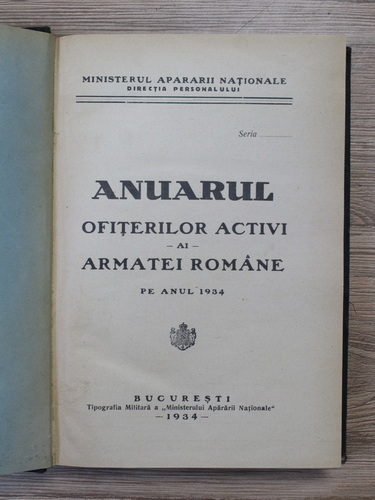 MINISTERUL APARARII NAȚIONALE
DIRECȚIA PERSONALULUI
Seria
ANUARUL
OFIȚERILOR ACTIVI
— AI —
ARMATEI ROMÂNE
PE ANUL 1934
BUCUREȘTI
Tipografia Militară a „Ministerului Apărării Naționale"
— 1934 —